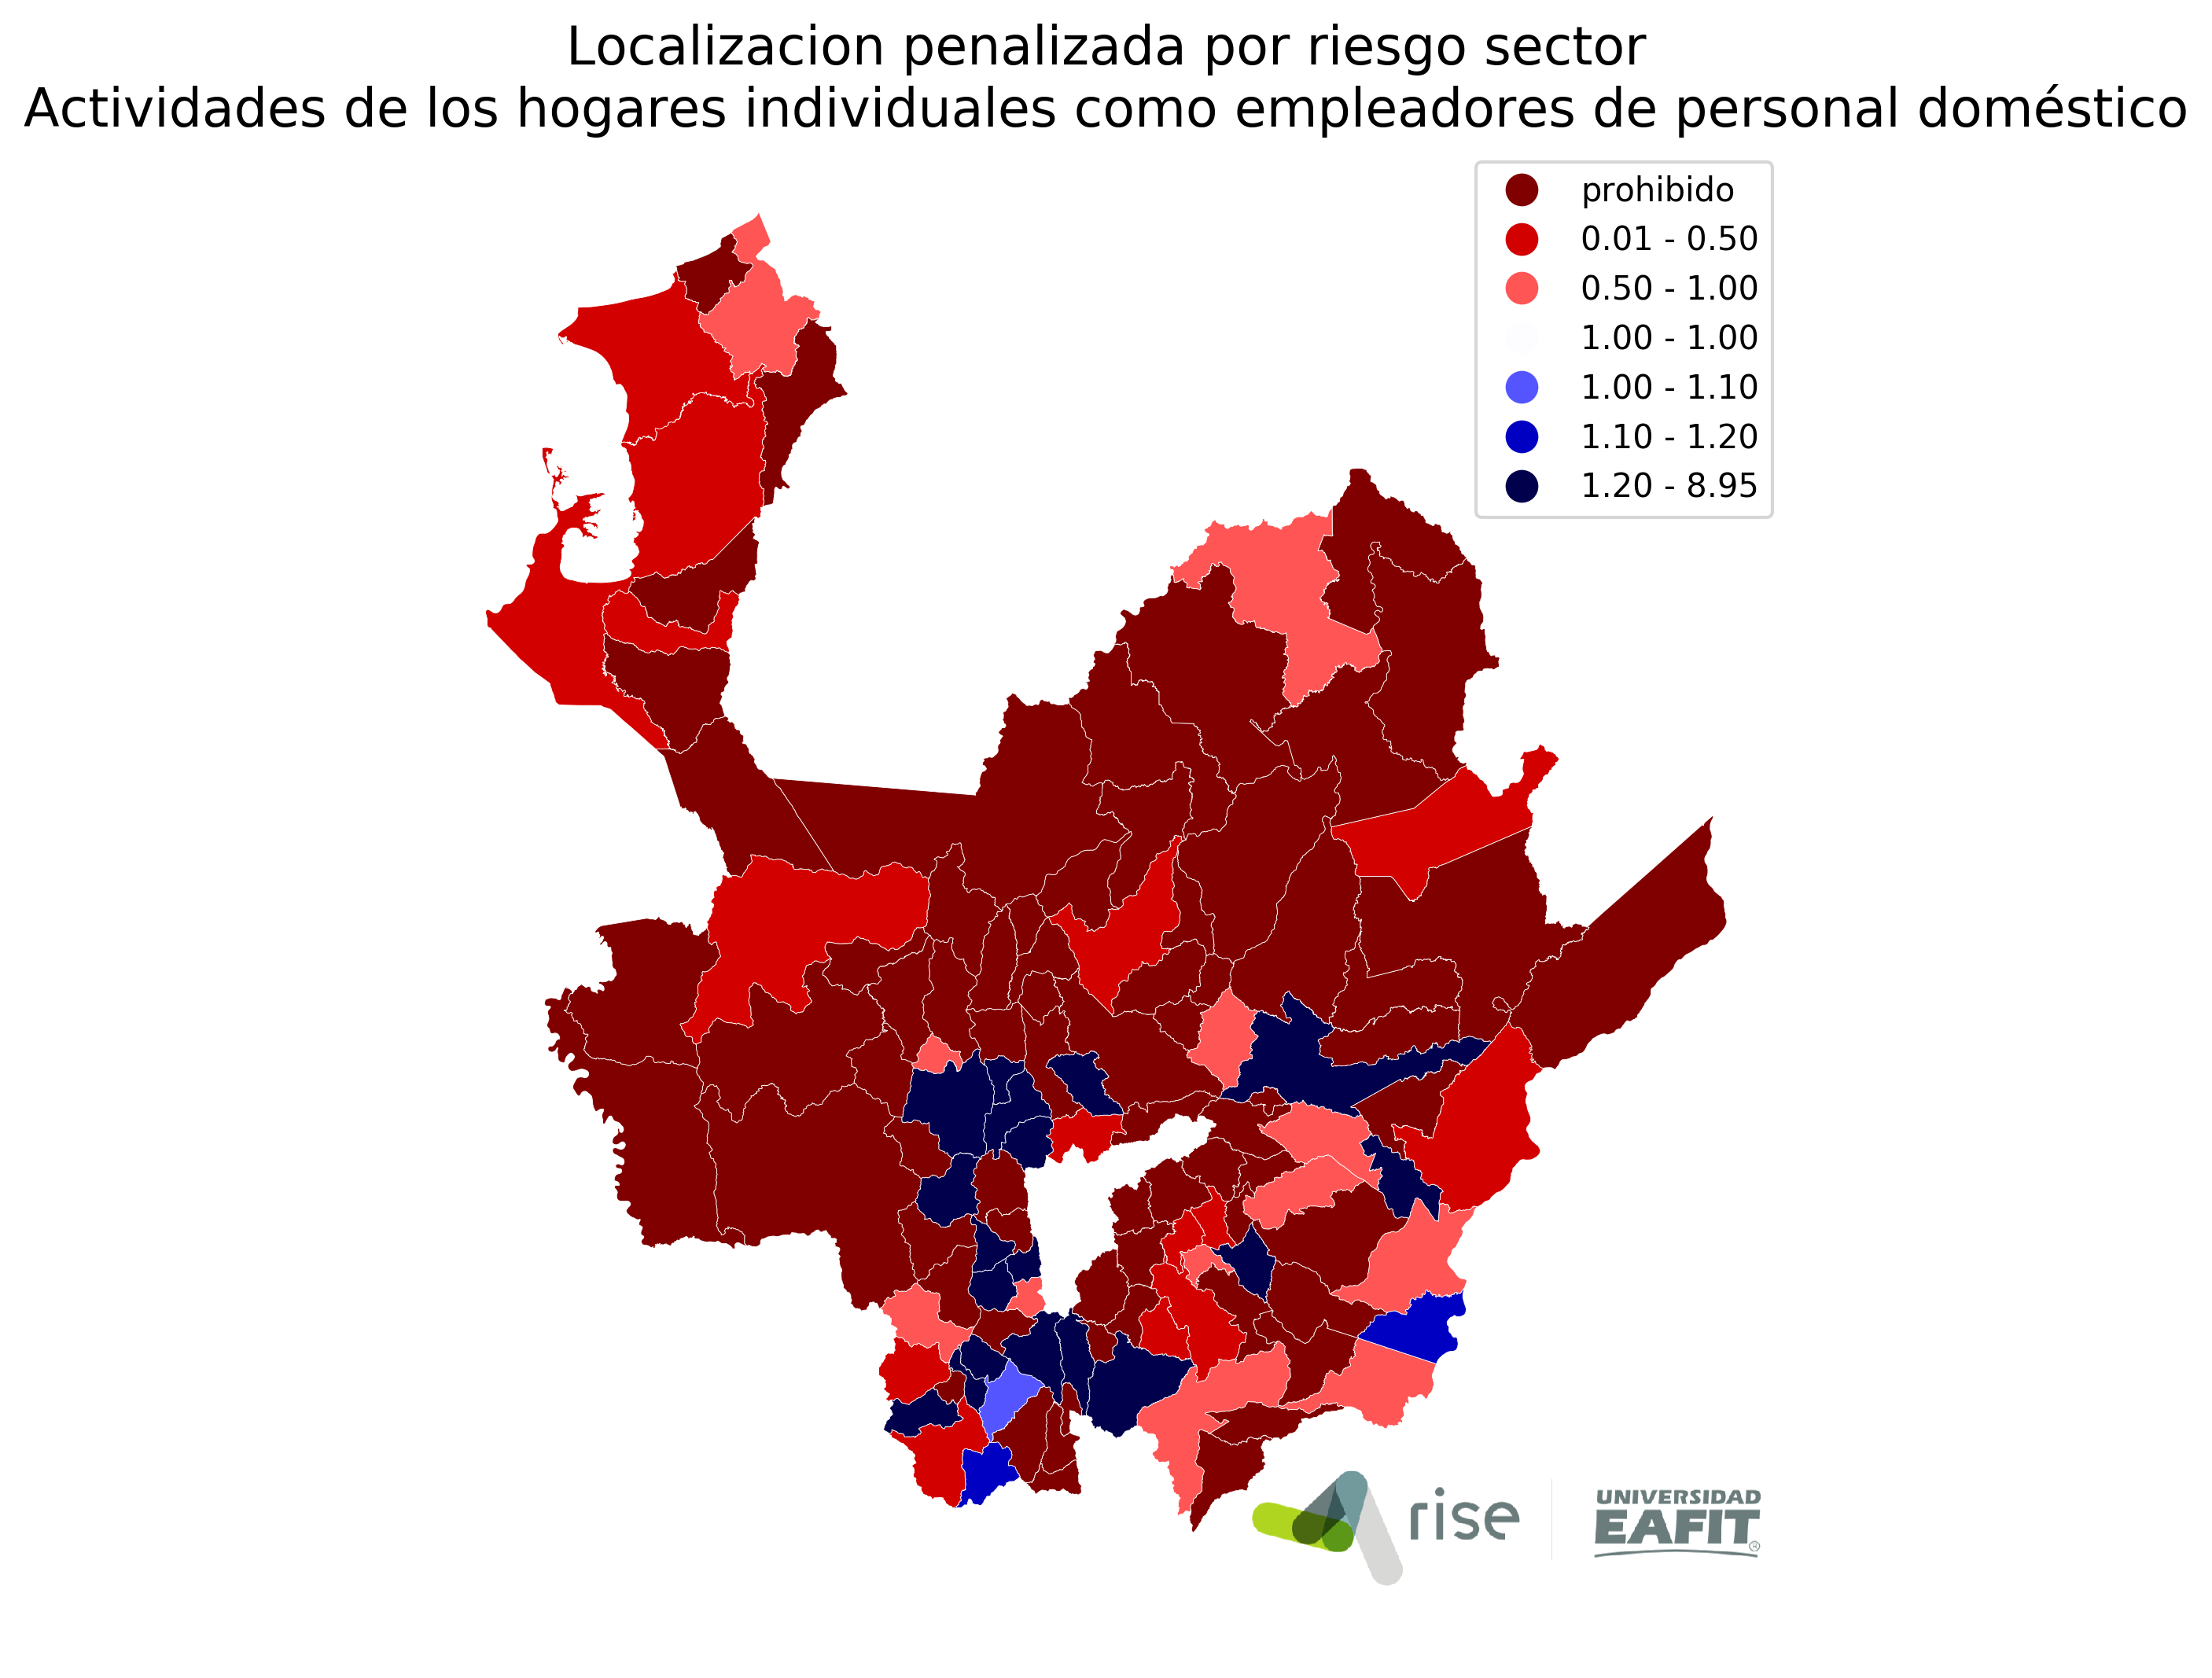 Localizacion penalizada por riesgo sector
Actividades de los hogares individuales como empleadores de personal doméstico
prohibido
0.01 - 0.50
0.50 - 1.00
1.00 - 1.00
1.00 - 1.10
1.10 - 1.20
1.20 - 8.95
rise
UNIVERSIDAD
EAFIT